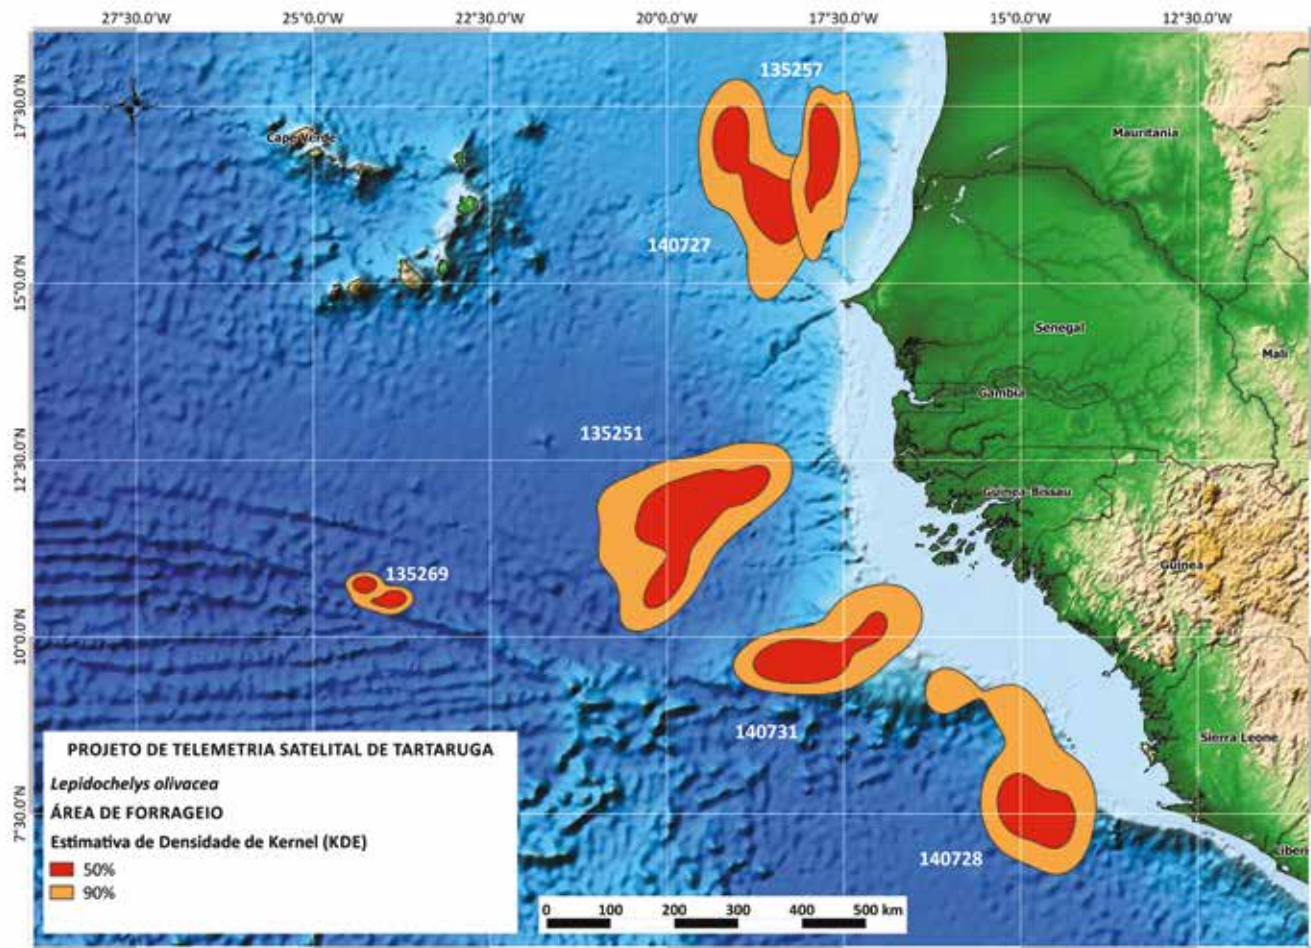 27°30.0'W 25°0.0'W 22°30.0'W 20°0.0'W 17°30.0'W 15°0.0'W 12°30.0'W
135257
17°30.0'N
Cape Verde
Mauritania
140727
15°0.0'N
Senegal
Mali
Gambia
135251
12°30.0'N
Guinea-Bissau
Guinea
135269
10°0.0'N
140731
Sierra Leone
7°30.0'N
140728
PROJETO DE TELEMETRIA SATELITAL DE TARTARUGA
Lepidochelys olivacea
ÁREA DE FORRAGEIO
Estimativa de Densidade de Kernel (KDE)
50%
90%
0 100 200 300 400 500 km
Liberi